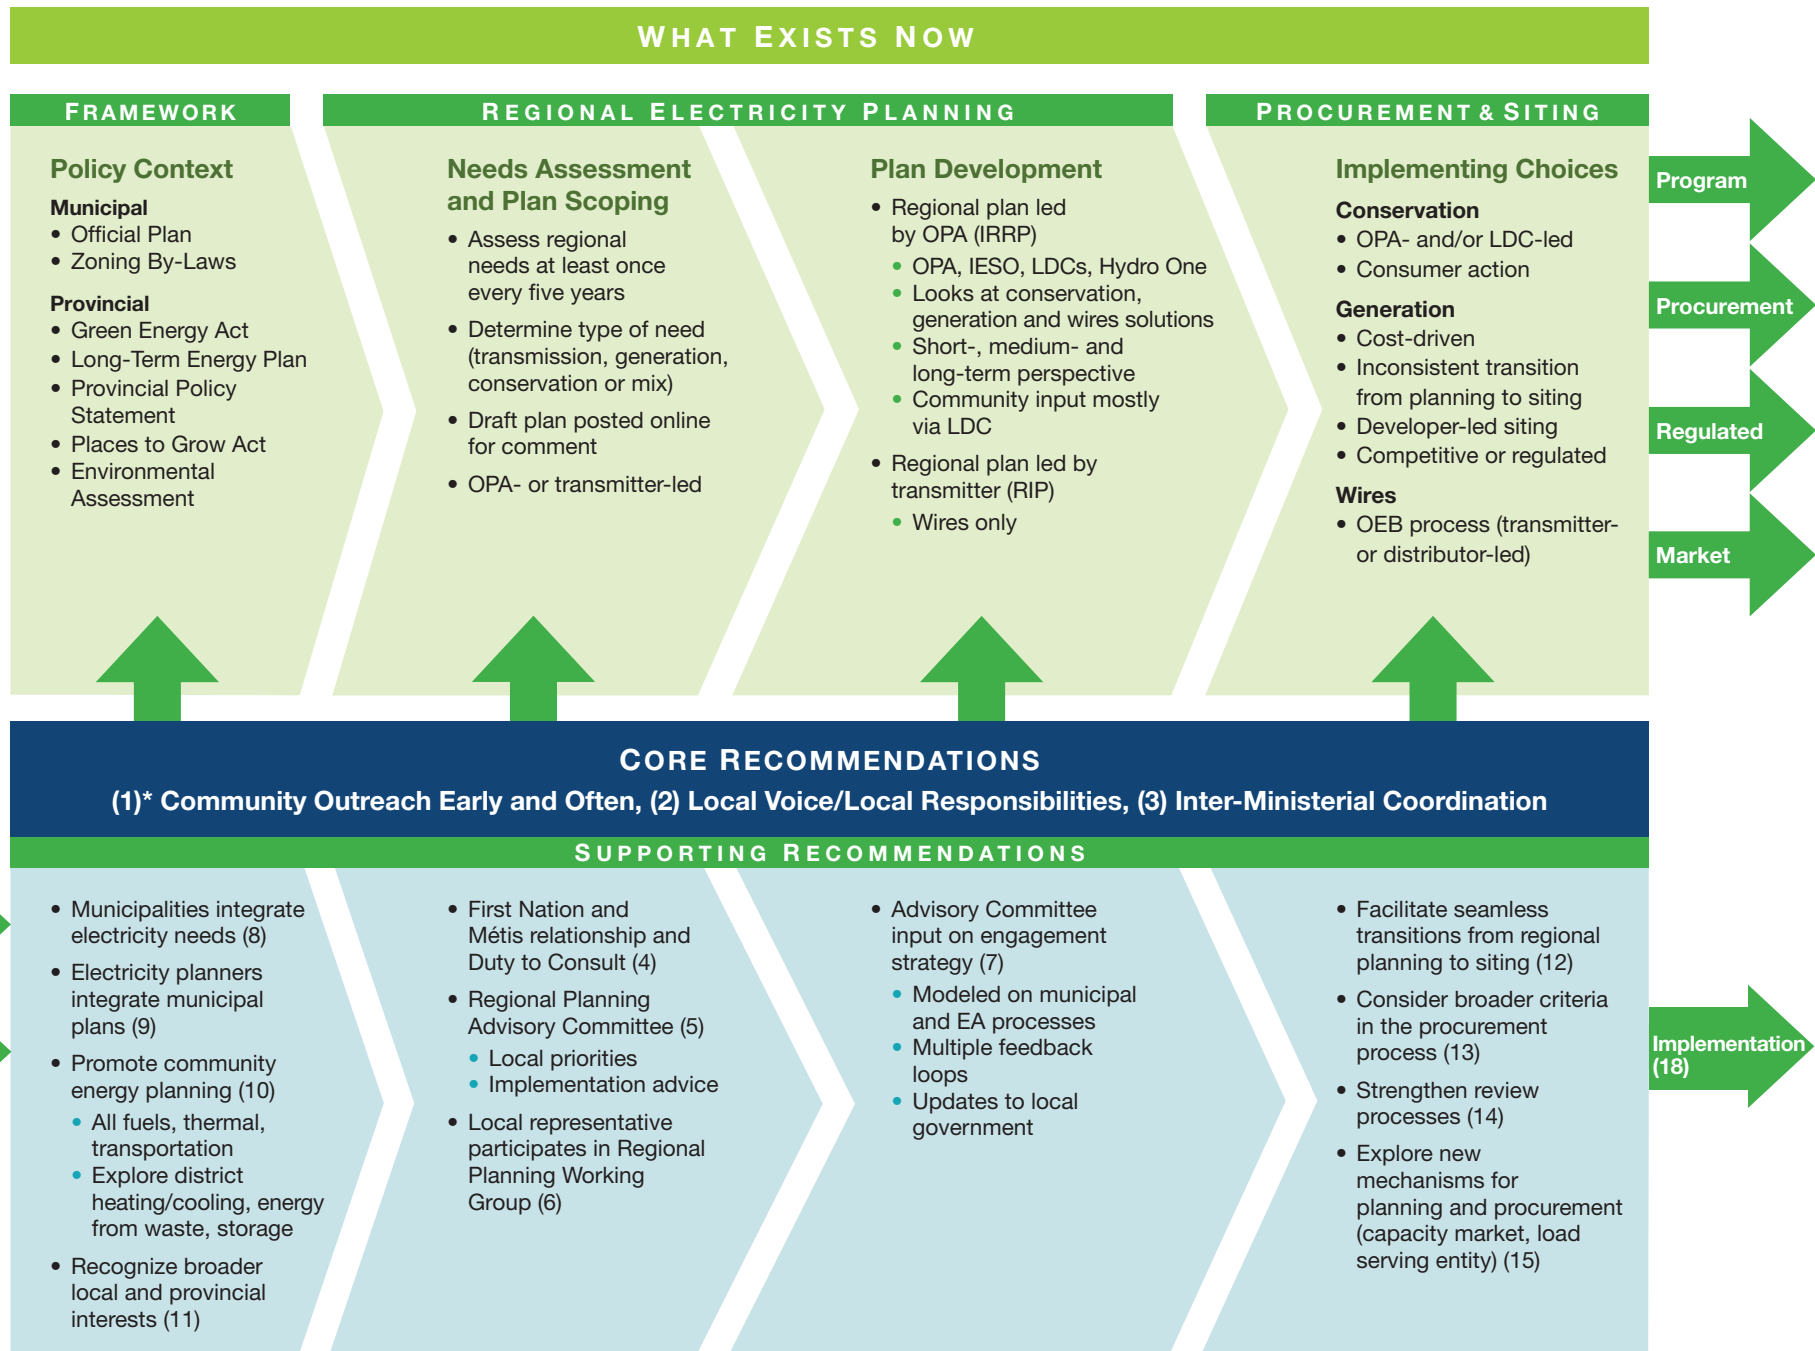 WHAT EXISTS NOW
FRAMEWORK
REGIONAL ELECTRICITY PLANNING
PROCUREMENT & SITING
Policy Context
Municipal
• Official Plan
• Zoning By-Laws
Provincial
• Green Energy Act
• Long-Term Energy Plan
• Provincial Policy
Statement
• Places to Grow Act
• Environmental
Assessment
Needs Assessment
and Plan Scoping
• Assess regional
needs at least once
every five years
• Determine type of need
(transmission, generation,
conservation or mix)
• Draft plan posted online
for comment
• OPA- or transmitter-led
Plan Development
• Regional plan led
by OPA (IRRP)
• OPA, IESO, LDCs, Hydro One
• Looks at conservation,
generation and wires solutions
• Short-, medium- and
long-term perspective
• Community input mostly
via LDC
• Regional plan led by
transmitter (RIP)
• Wires only
Implementing Choices
Conservation
• OPA- and/or LDC-led
• Consumer action
Generation
• Cost-driven
• Inconsistent transition
from planning to siting
• Developer-led siting
• Competitive or regulated
Wires
• OEB process (transmitter-
or distributor-led)
Program
Procurement
Regulated
Market
CORE RECOMMENDATIONS
(1)* Community Outreach Early and Often, (2) Local Voice/Local Responsibilities, (3) Inter-Ministerial Coordination
SUPPORTING RECOMMENDATIONS
• Municipalities integrate
electricity needs (8)
• Electricity planners
integrate municipal
plans (9)
• Promote community
energy planning (10)
• All fuels, thermal,
transportation
• Explore district
heating/cooling, energy
from waste, storage
• Recognize broader
local and provincial
interests (11)
• First Nation and
Métis relationship and
Duty to Consult (4)
• Regional Planning
Advisory Committee (5)
• Local priorities
• Implementation advice
• Local representative
participates in Regional
Planning Working
Group (6)
• Advisory Committee
input on engagement
strategy (7)
• Modeled on municipal
and EA processes
• Multiple feedback
loops
• Updates to local
government
• Facilitate seamless
transitions from regional
planning to siting (12)
• Consider broader criteria
in the procurement
process (13)
• Strengthen review
processes (14)
• Explore new
mechanisms for
planning and procurement
(capacity market, load
serving entity) (15)
Implementation
(18)